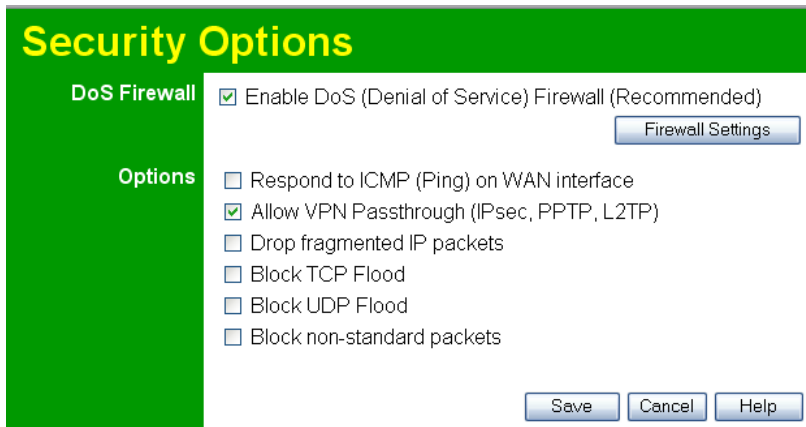 Security Options
DoS Firewall
Enable DoS (Denial of Service) Firewall (Recommended)
Firewall Settings
Options
Respond to ICMP (Ping) on WAN interface
Allow VPN Passthrough (IPsec, PPTP, L2TP)
Drop fragmented IP packets
Block TCP Flood
Block UDP Flood
Block non-standard packets
Save Cancel Help